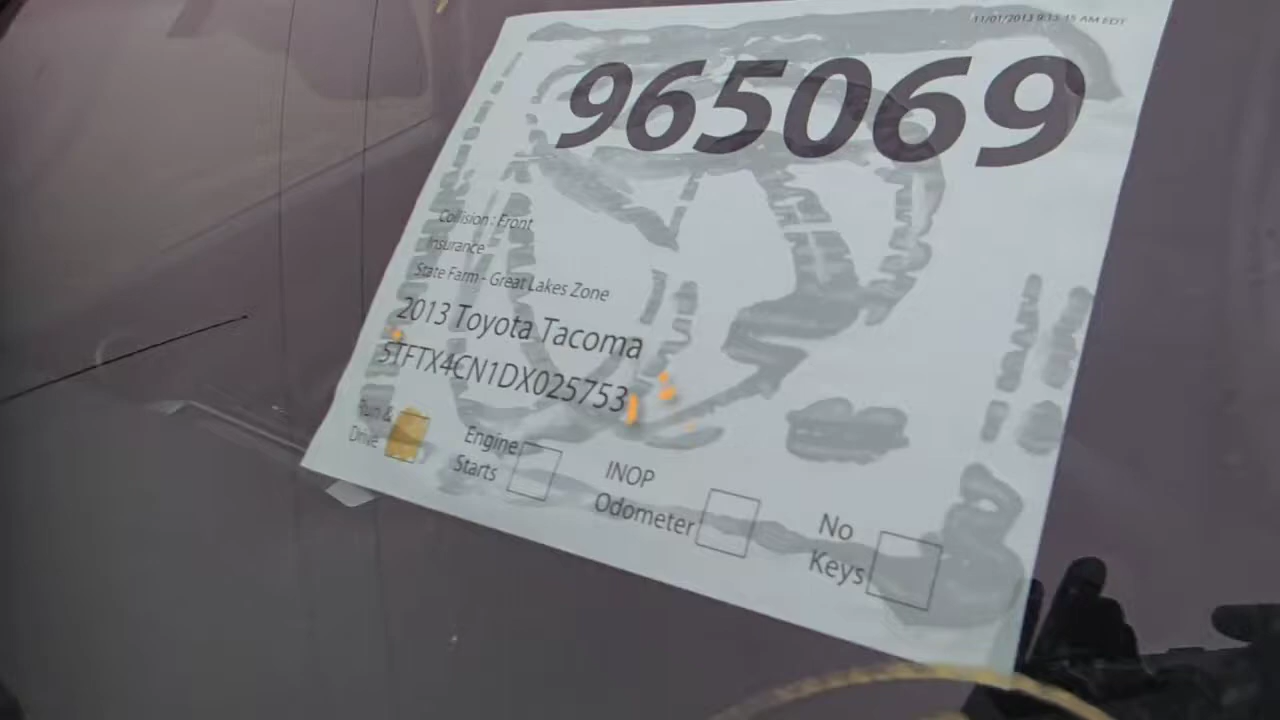 11/01/2013 9:13:15 AM EDT
965069
Collision : Front
Insurance
State Farm - Great Lakes Zone
2013 Toyota Tacoma
5TFTX4CN1DX025753
Run &
Drive
Engine
Starts
INOP
Odometer
No
Keys